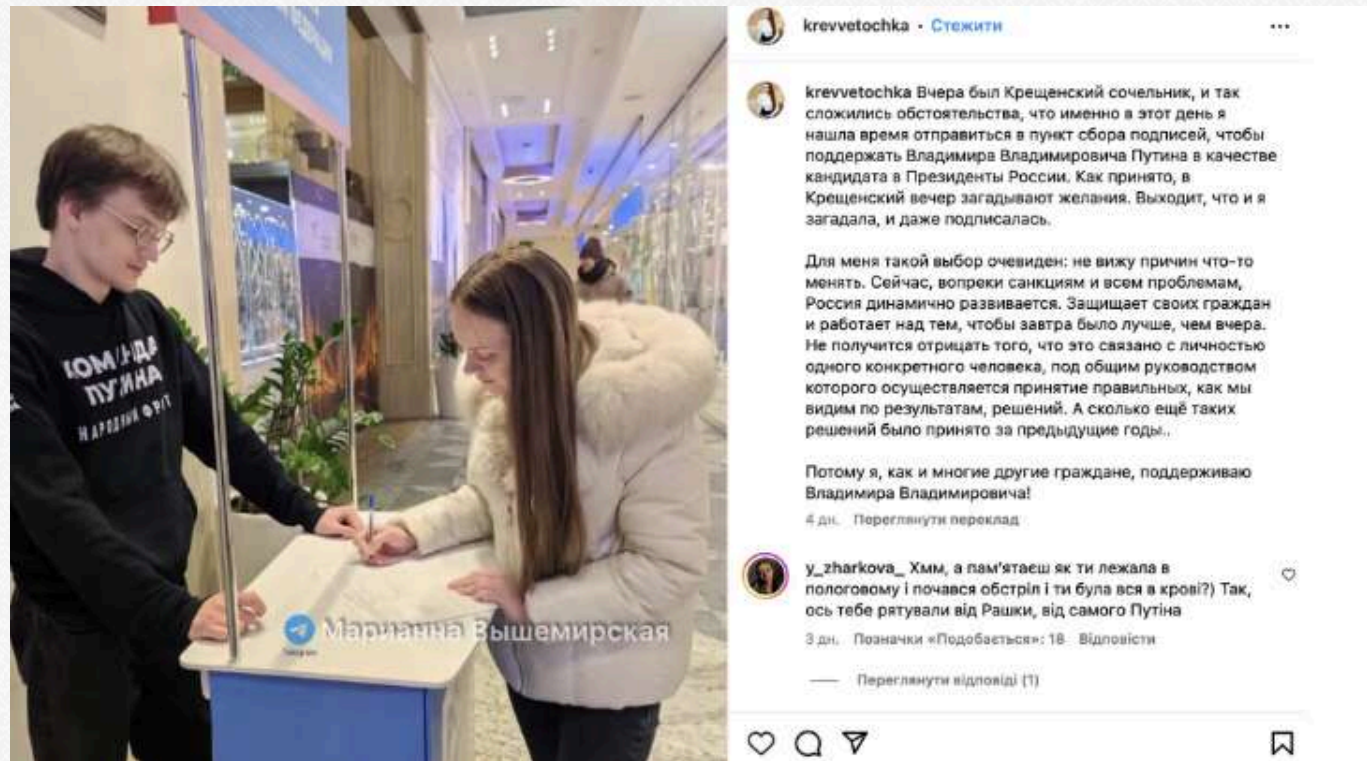 КОМАНДА
ПУТИНА
НАРОДНЫЙ ФРОНТ
Марианна Вышемирская
krevvetochka • Стежити
krevvetochka Вчера был Крещенский сочельник, и так
сложились обстоятельства, что именно в этот день я
нашла время отправиться в пункт сбора подписей, чтобы
поддержать Владимира Владимировича Путина в качестве
кандидата в Президенты России. Как принято, в
Крещенский вечер загадывают желания. Выходит, что и я
загадала, и даже подписалась.
Для меня такой выбор очевиден: не вижу причин что-то
менять. Сейчас, вопреки санкциям и всем проблемам,
Россия динамично развивается. Защищает своих граждан
и работает над тем, чтобы завтра было лучше, чем вчера.
Не получится отрицать того, что это связано с личностью
одного конкретного человека, под общим руководством
которого осуществляется принятие правильных, как мы
видим по результатам, решений. А сколько ещё таких
решений было принято за предыдущие годы..
Потому я, как и многие другие граждане, поддерживаю
Владимира Владимировича!
4 дн. Переглянути переклад
y_zharkova_ Хмм, а пам'ятаєш як ти лежала в
пологовому і почався обстріл і ти була вся в крові?) Так,
ось тебе рятували від Рашки, від самого Путіна
3 дн. Позначки «Подобається»: 18 Відповісти
Переглянути відповіді (1)